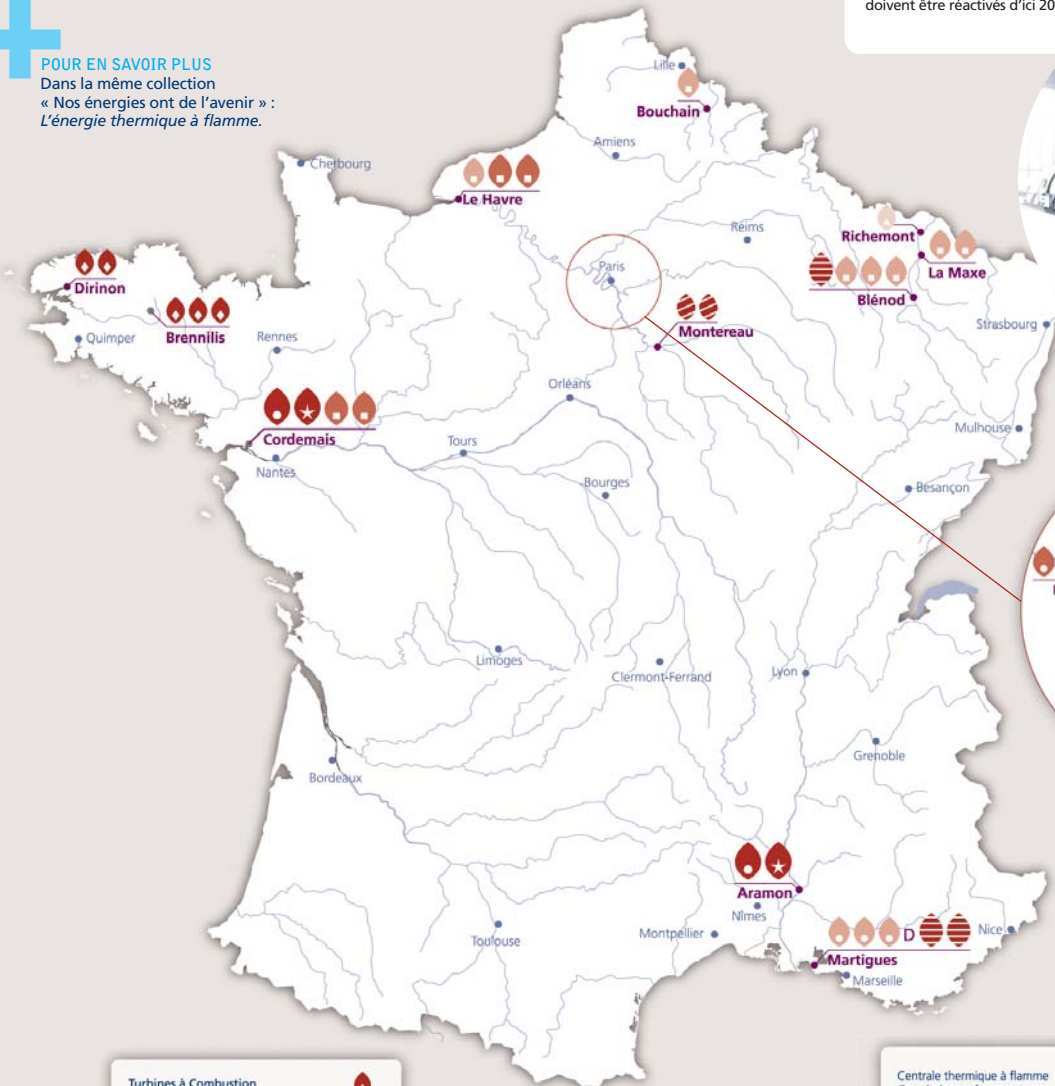 doivent être réactivés d'ici 20
POUR EN SAVOIR PLUS
Dans la même collection
« Nos énergies ont de l'avenir » :
L'énergie thermique à flamme.
Lille
Bouchain
Amiens
Cherbourg
Le Havre
Reims
Richemont
La Maxe
Paris
Blénod
Dirinon
Strasbourg
Montereau
Quimper
Brennilis
Rennes
Orléans
Mulhouse
Cordemais
Tours
Nantes
Bourges
Besançon
Limoges
Clermont-Ferrand
Lyon
Grenoble
Bordeaux
Aramon
Nîmes
Toulouse
Montpellier
D
Nice
Martigues
Marseille
Turbines à Combustion
Centrale thermique à flamme